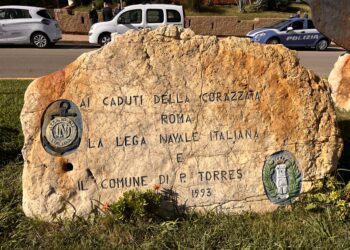 POLIZIA
AI CADUTI DELLA CORAZZATA
ROMA
LA LEGA NAVALE ITALIANA
E
IL COMUNE DI P. TORRES
1993